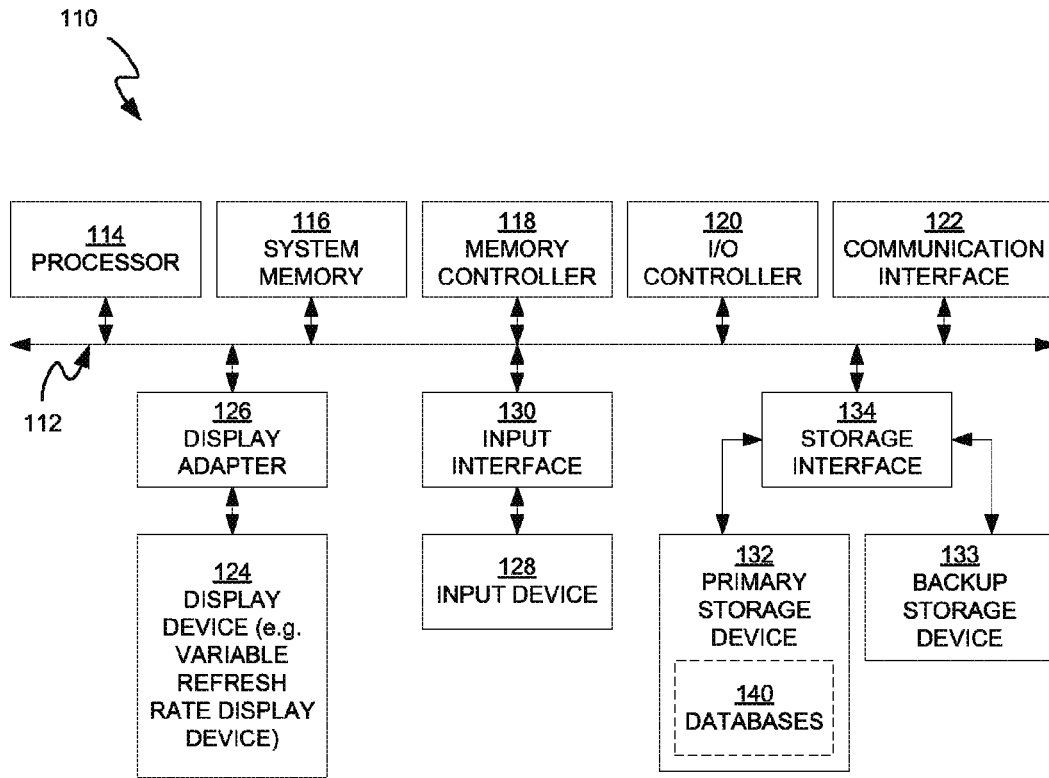 110
114
PROCESSOR
116
SYSTEM
MEMORY
118
MEMORY
CONTROLLER
120
I/O
CONTROLLER
122
COMMUNICATION
INTERFACE
112
126
DISPLAY
ADAPTER
130
INPUT
INTERFACE
134
STORAGE
INTERFACE
124
DISPLAY
DEVICE (e.g.
VARIABLE
REFRESH
RATE DISPLAY
DEVICE)
128
INPUT DEVICE
132
PRIMARY
STORAGE
DEVICE
140
DATABASES
133
BACKUP
STORAGE
DEVICE